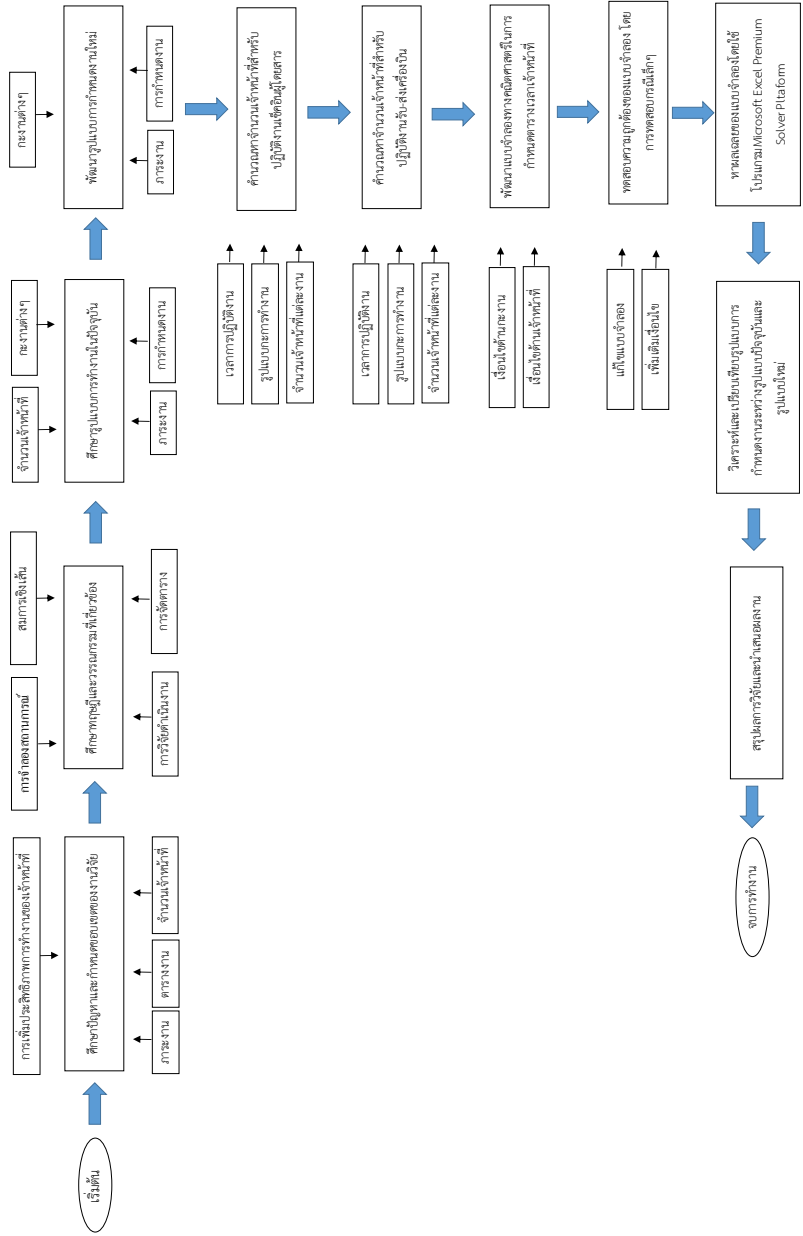 เริ่มต้น
การเพิ่มประสิทธิภาพการทำงานของเจ้าหน้าที่
ศึกษาปัญหาและกำหนดขอบเขตของงานวิจัย
ภาระงาน
ตารางงาน
จำนวนเจ้าหน้าที่
การจำลองสถานการณ์
สมการเชิงเส้น
ศึกษาทฤษฎีและวรรณกรรมที่เกี่ยวข้อง
การวิจัยดำเนินงาน
การจัดตาราง
จำนวนเจ้าหน้าที่
กะงานต่างๆ
ศึกษารูปแบบการทำงานในปัจจุบัน
ภาระงาน
การกำหนดงาน
กะงานต่างๆ
พัฒนารูปแบบการกำหนดงานใหม่
ภาระงาน
การกำหนดงาน
คำนวณหาจำนวนเจ้าหน้าที่สำหรับ
ปฏิบัติงานเช็คอินผู้โดยสาร
เวลาการปฏิบัติงาน
รูปแบบกะการทำงาน
จำนวนเจ้าหน้าที่แต่ละงาน
คำนวณหาจำนวนเจ้าหน้าที่สำหรับ
ปฏิบัติงานรับ-ส่งเครื่องบิน
เวลาการปฏิบัติงาน
รูปแบบกะการทำงาน
จำนวนเจ้าหน้าที่แต่ละงาน
พัฒนาแบบจำลองทางคณิตศาสตร์ในการ
กำหนดตารางเวลาเจ้าหน้าที่
เงื่อนไขด้านกะงาน
เงื่อนไขด้านเจ้าหน้าที่
ทดสอบความถูกต้องของแบบจำลอง โดย
การทดสอบกรณีเล็กๆ
แก้ไขแบบจำลอง
เพิ่มเติมเงื่อนไข
หาผลเฉลยของแบบจำลองโดยใช้
โปรแกรมMicrosoft Excel Premium
Solver Pltaform
วิเคราะห์และเปรียบเทียบรูปแบบการ
กำหนดงานระหว่างรูปแบบปัจจุบันและ
รูปแบบใหม่
สรุปผลการวิจัยและนำเสนอผลงาน
จบการทำงาน